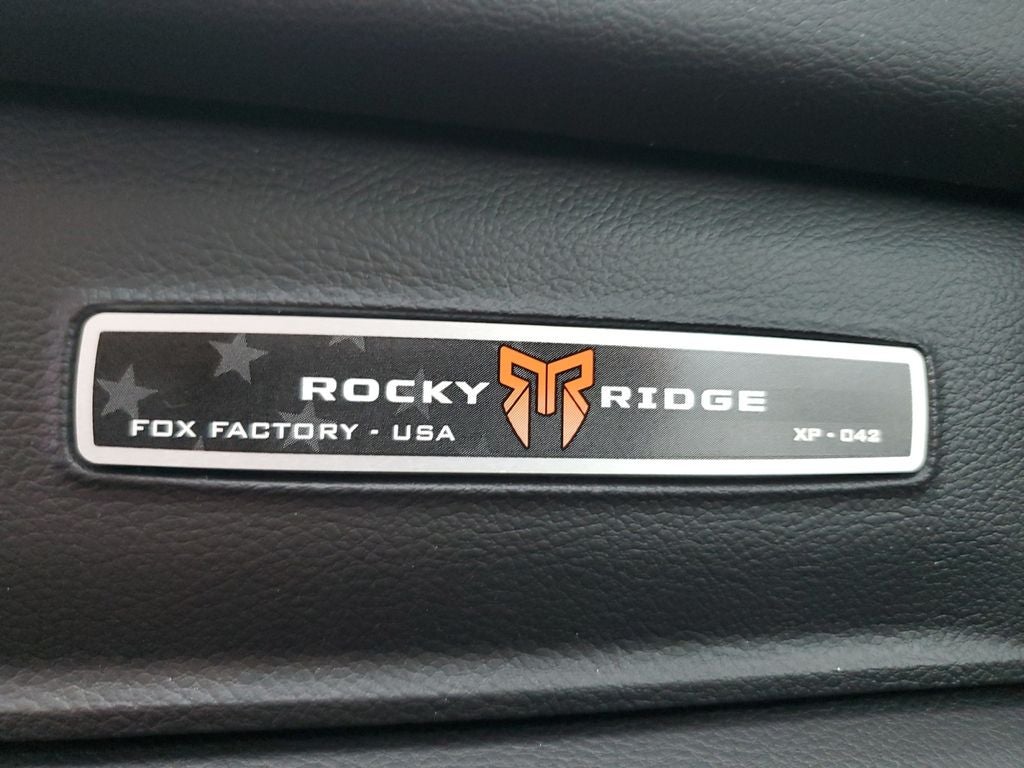 ROCKY RIDGE
FOX FACTORY - USA
XP - 042